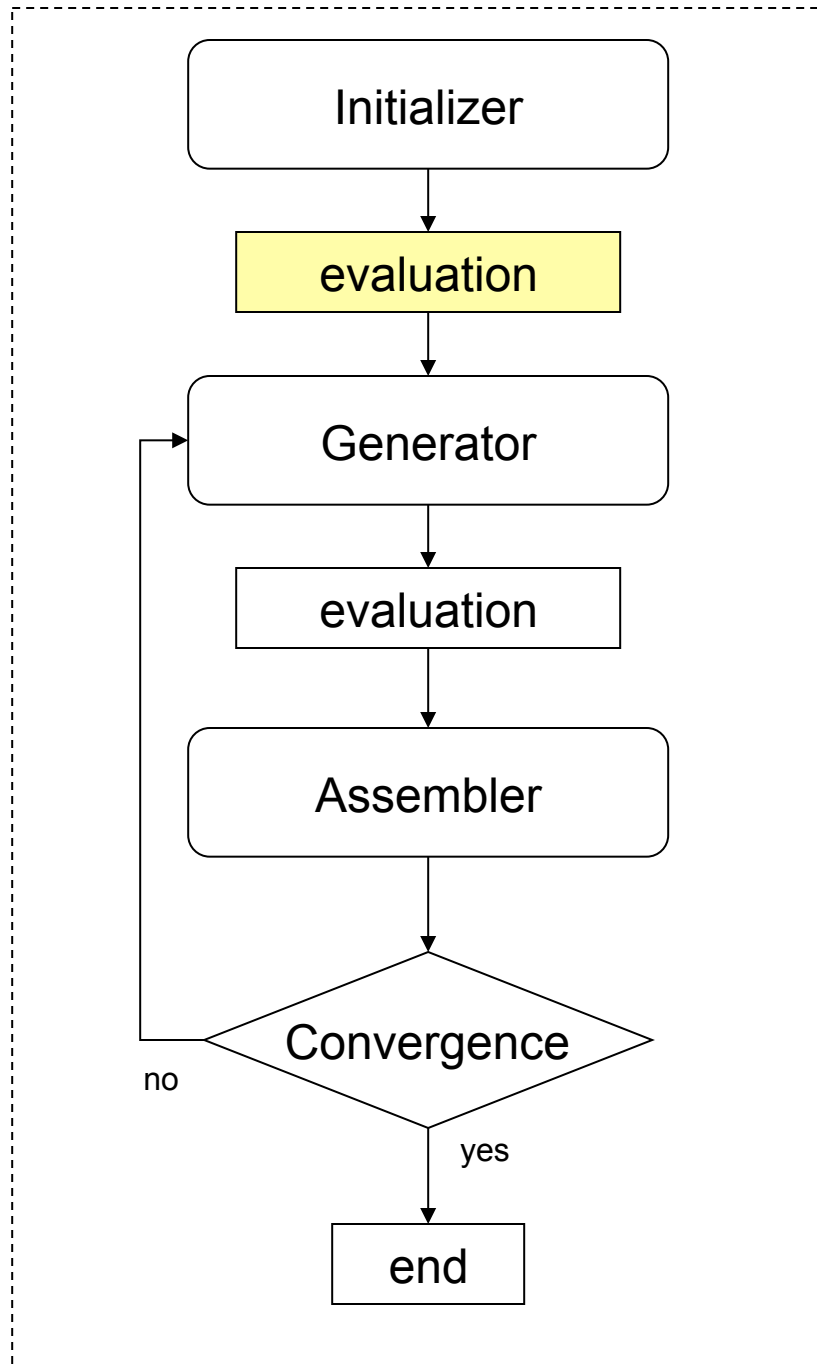 Initializer
evaluation
Generator
evaluation
Assembler
Convergence
no
yes
end